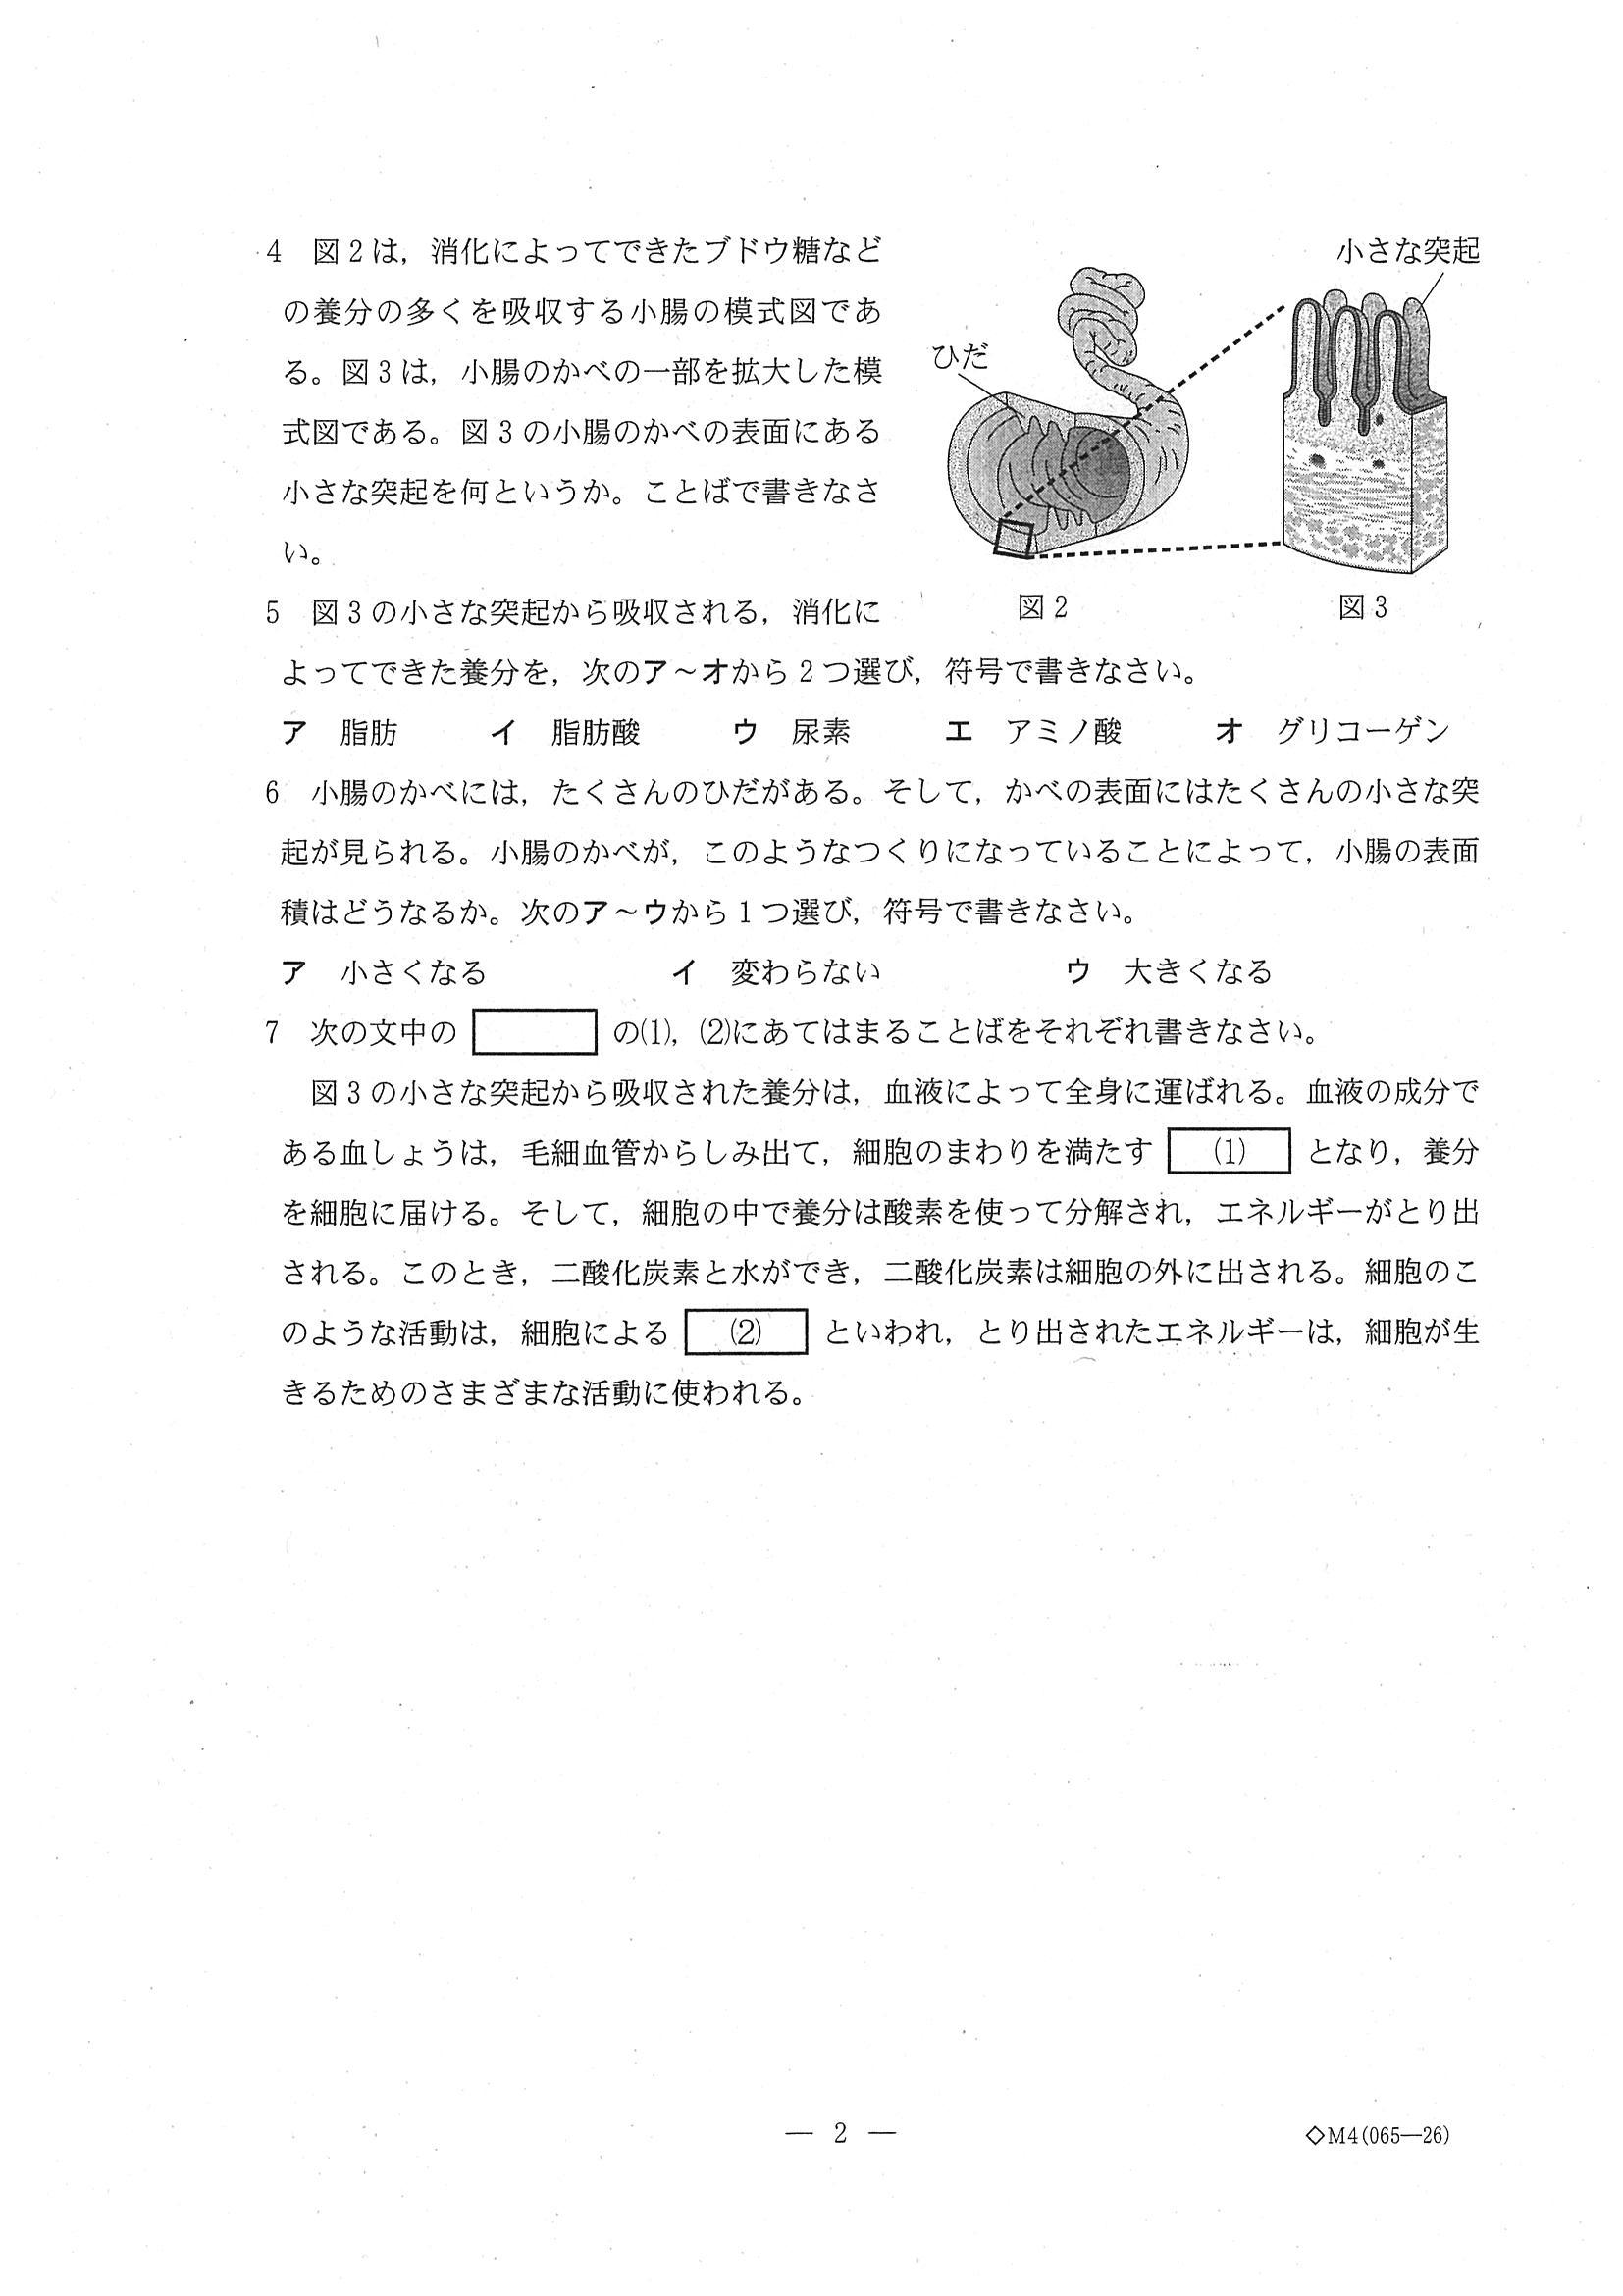 4 図2は，消化によってできたブドウ糖など
の養分の多くを吸収する小腸の模式図であ
る。図3は，小腸のかべの一部を拡大した模
式図である。図3の小腸のかべの表面にある
小さな突起を何というか。ことばで書きなさ
い。
小さな突起
ひだ
図2
図3
5 図3の小さな突起から吸収される，消化に
よってできた養分を，次のア～オから2つ選び，符号で書きなさい。
ア 脂肪 イ 脂肪酸 ウ 尿素 エ アミノ酸 オ グリコーゲン
6 小腸のかべには，たくさんのひだがある。そして，かべの表面にはたくさんの小さな突
起が見られる。小腸のかべが，このようなつくりになっていることによって，小腸の表面
積はどうなるか。次のア～ウから1つ選び，符号で書きなさい。
ア 小さくなる イ 変わらない ウ 大きくなる
7 次の文中の の(1)，(2)にあてはまることばをそれぞれ書きなさい。
図3の小さな突起から吸収された養分は，血液によって全身に運ばれる。血液の成分で
ある血しょうは，毛細血管からしみ出て，細胞のまわりを満たす (1) となり，養分
を細胞に届ける。そして，細胞の中で養分は酸素を使って分解され，エネルギーがとり出
される。このとき，二酸化炭素と水ができ，二酸化炭素は細胞の外に出される。細胞のこ
のような活動は，細胞による (2) といわれ，とり出されたエネルギーは，細胞が生
きるためのさまざまな活動に使われる。
— 2 —
◇M4(065—26)